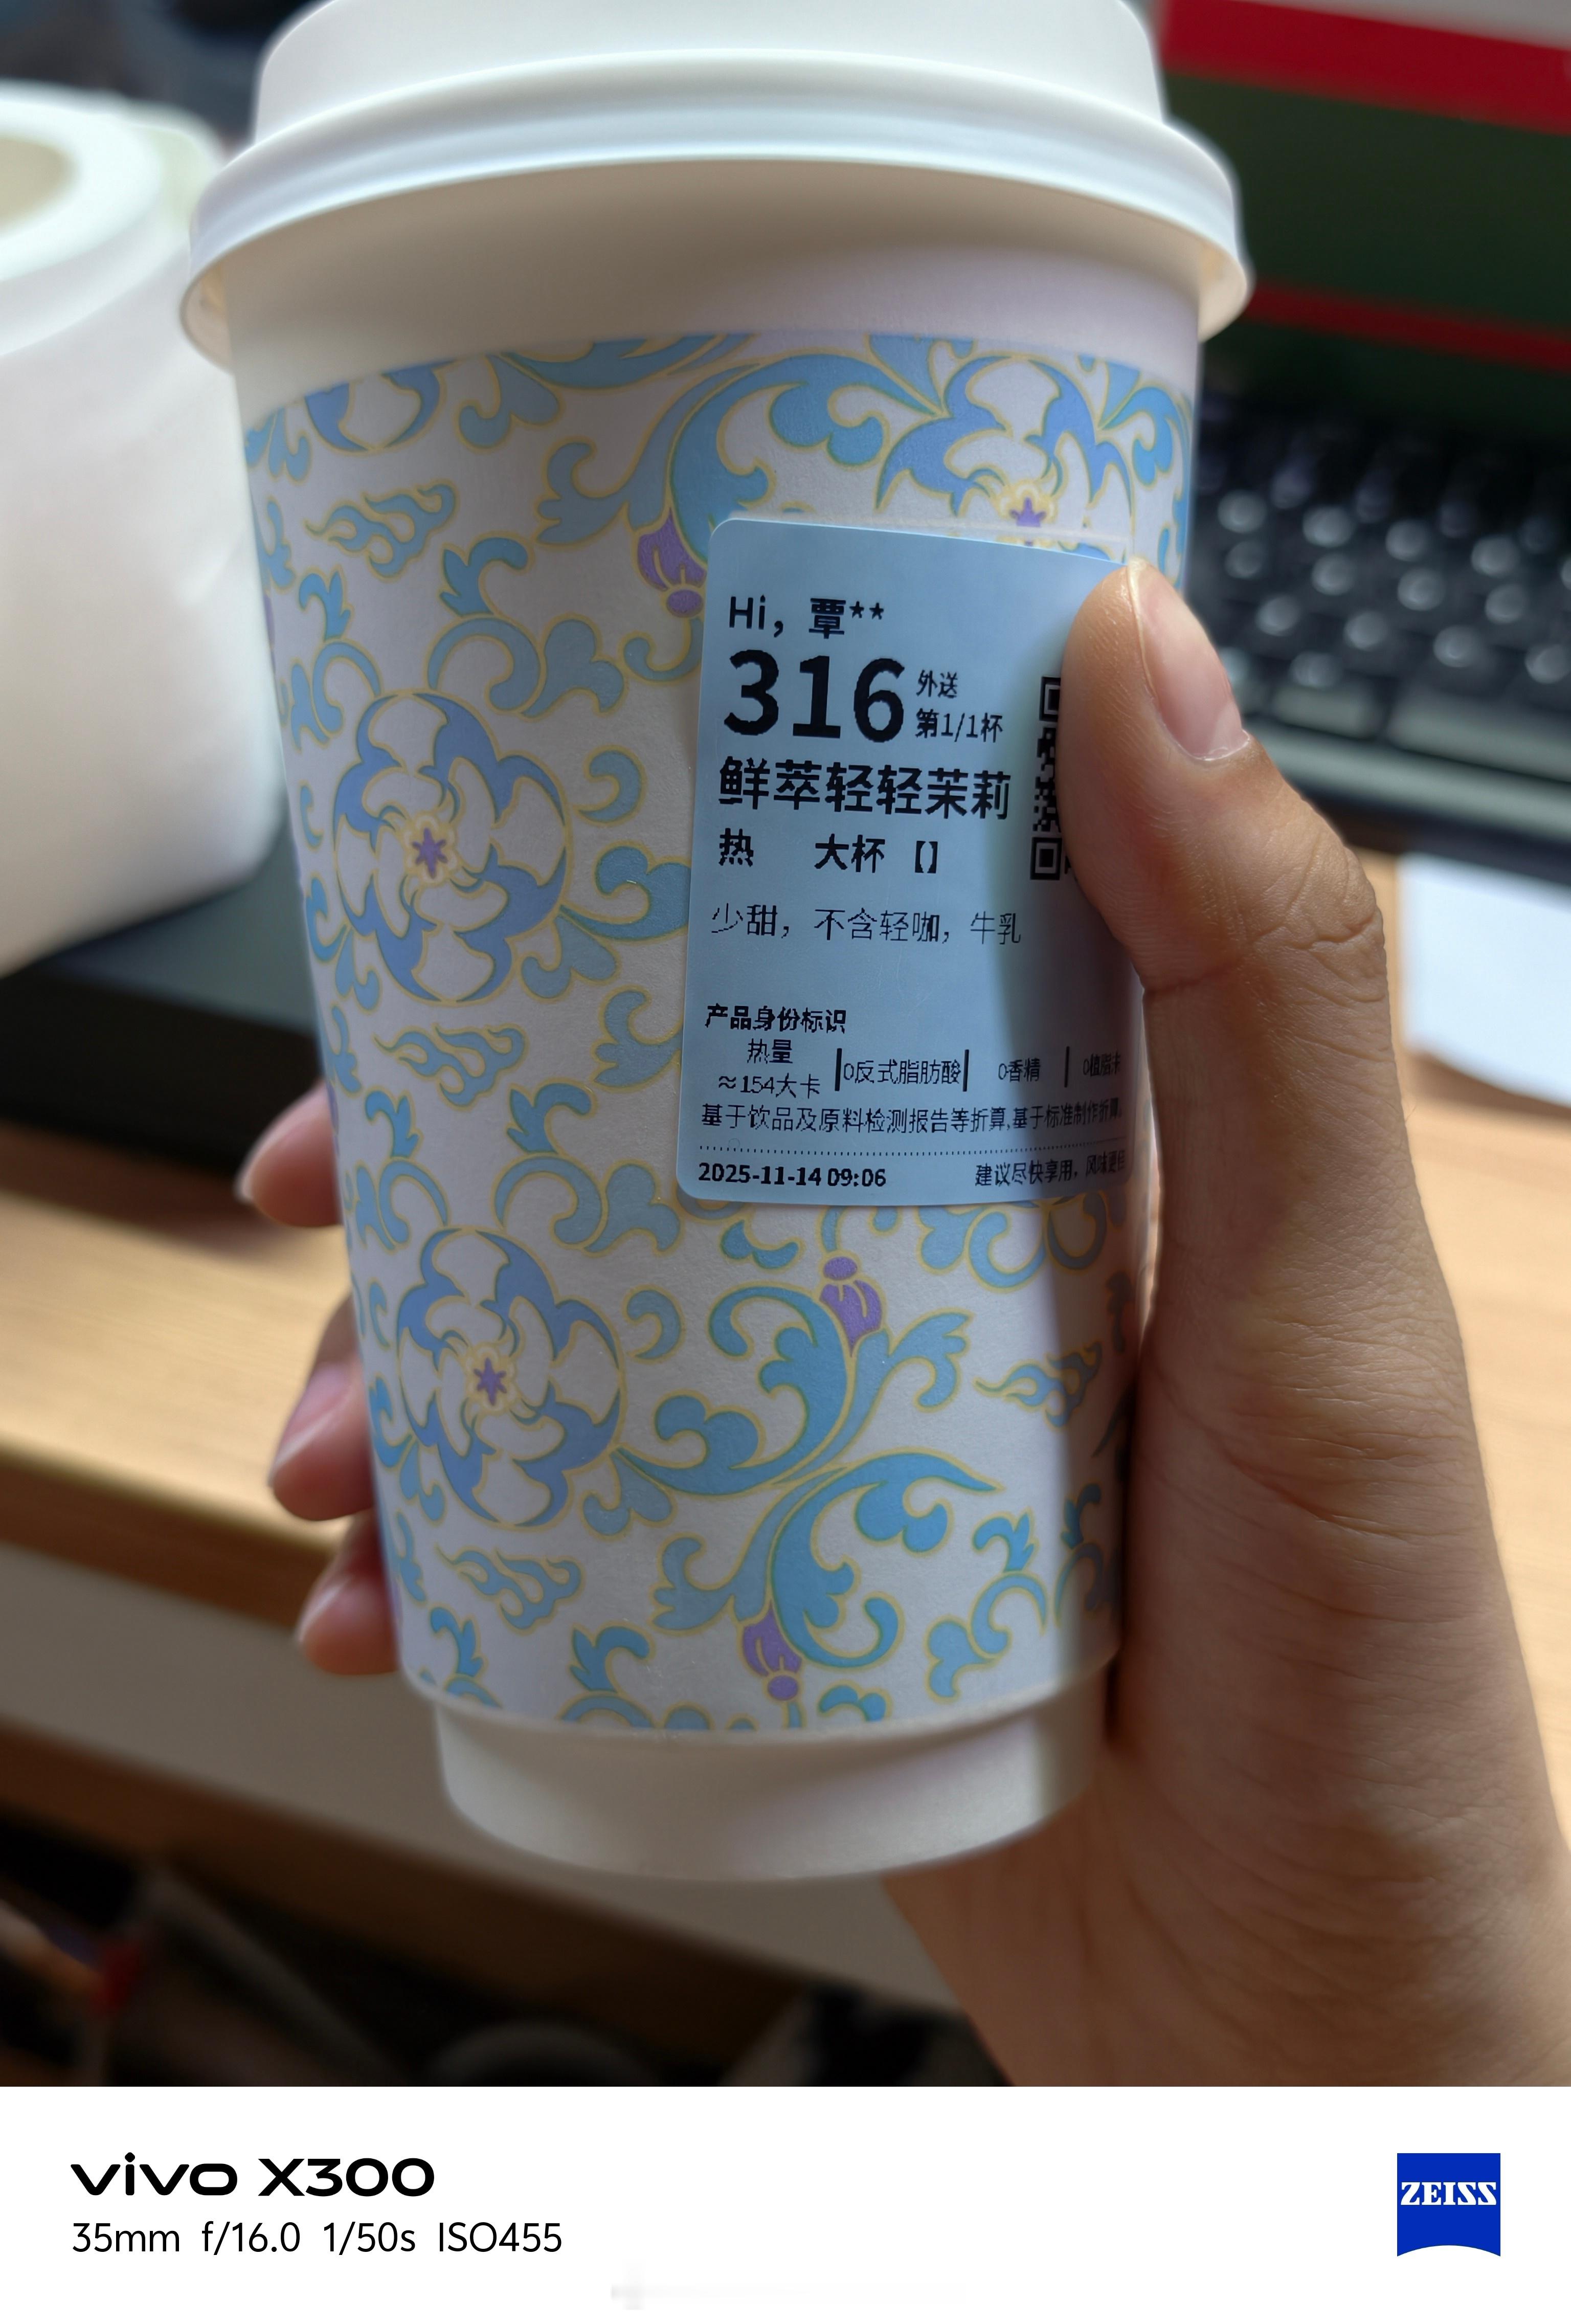 Hi, 覃**
316 外送
第1/1杯
鲜萃轻轻茉莉
热 大杯【】
少甜, 不含轻咖, 牛乳
产品身份标识
热量
≈154大卡
0反式脂肪酸
0香精
0植脂末
基于饮品及原料检测报告等折算,基于标准制作折算,
2025-11-14 09:06 建议尽快享用, 风味更佳
vivo X300
35mm f/16.0 1/50s ISO455
ZEISS